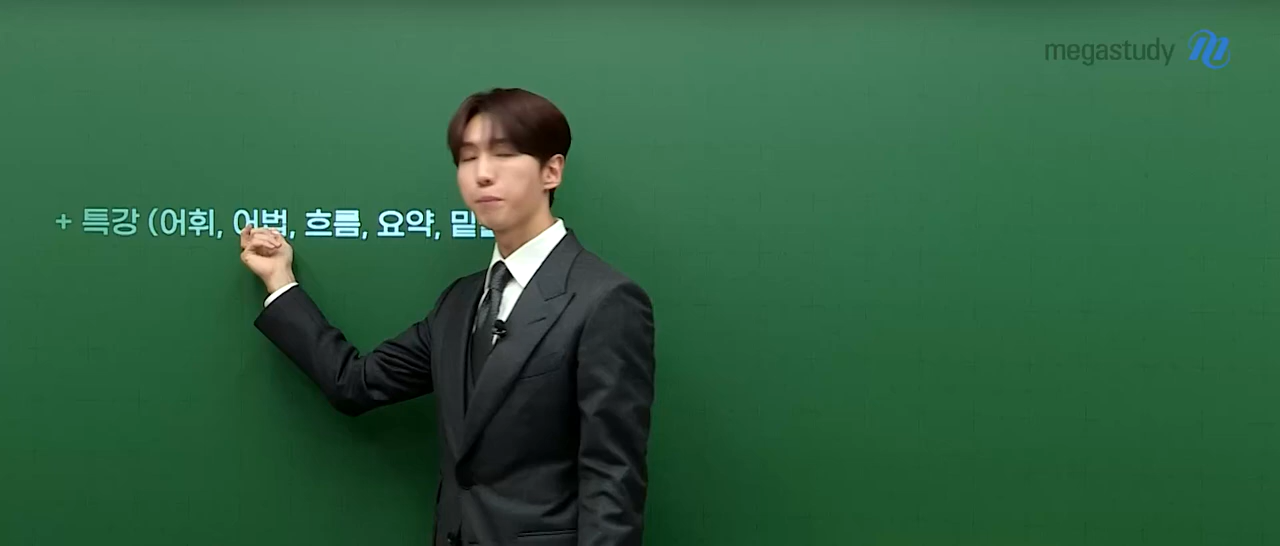 megastudy
+ 특강 (어휘, 어법, 흐름, 요약,